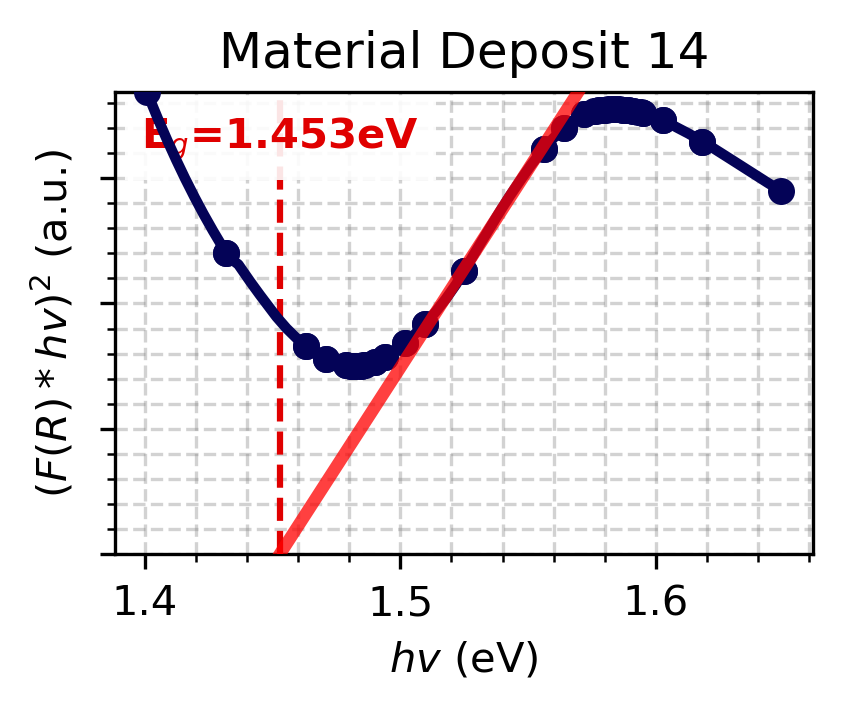 Material Deposit 14
E_g=1.453eV
(F(R) * hv)² (a.u.)
1.4 1.5 1.6
hv (eV)